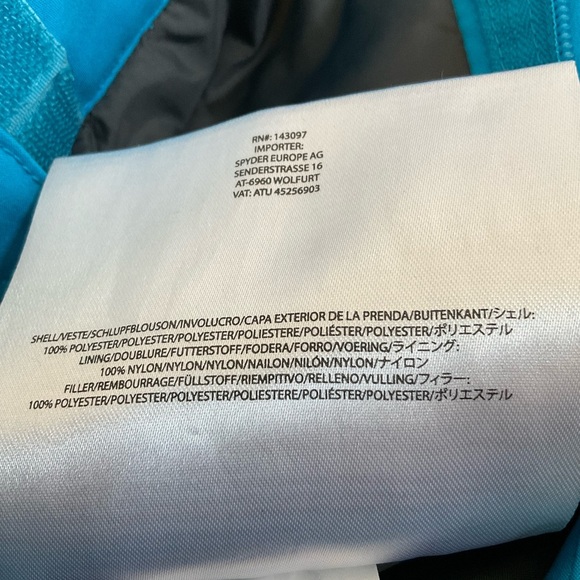 RN#: 143097
IMPORTER:
SPYDER EUROPE AG
SENDERSTRASSE 16
AT-6960 WOLFURT
VAT: ATU 45256903
SHELL/VESTE/SCHLUPFBLOUSON/INVOLUCRO/CAPA EXTERIOR DE LA PRENDA/BUITENKANT/シェル:
100% POLYESTER/POLYESTER/POLYESTER/POLIESTERE/POLIÉSTER/POLYESTER/ポリエステル
LINING/DOUBLURE/FUTTERSTOFF/FODERA/FORRO/VOERING/ライニング:
100% NYLON/NYLON/NYLON/NAILON/NILÓN/NYLON/ナイロン
FILLER/REMBOURRAGE/FÜLLSTOFF/RIEMPITIVO/RELLENO/VULLING/フィラー:
100% POLYESTER/POLYESTER/POLYESTER/POLIESTERE/POLIÉSTER/POLYESTER/ポリエステル